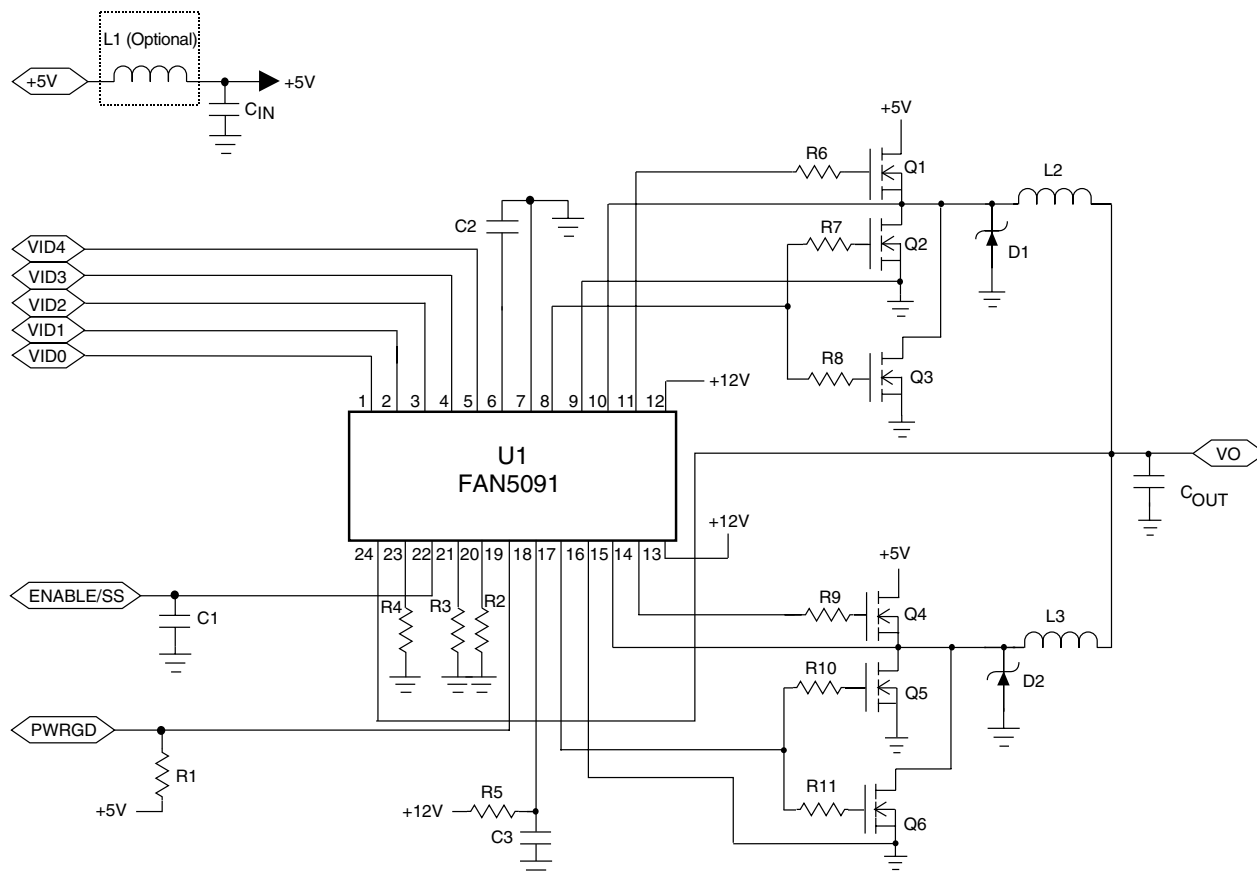 L1 (Optional)
+5V
+5V
CIN
+5V
R6
Q1
L2
C2
R7
Q2
D1
VID4
VID3
VID2
VID1
VID0
R8
Q3
+12V
1 2 3 4 5 6 7 8 9 10 11 12
U1
FAN5091
VO
COUT
+12V
24 23 22 21 20 19 18 17 16 15 14 13
+5V
ENABLE/SS
C1
R4
R3
R2
R9
Q4
L3
R10
Q5
D2
PWRGD
R1
+5V
R5
+12V
C3
R11
Q6